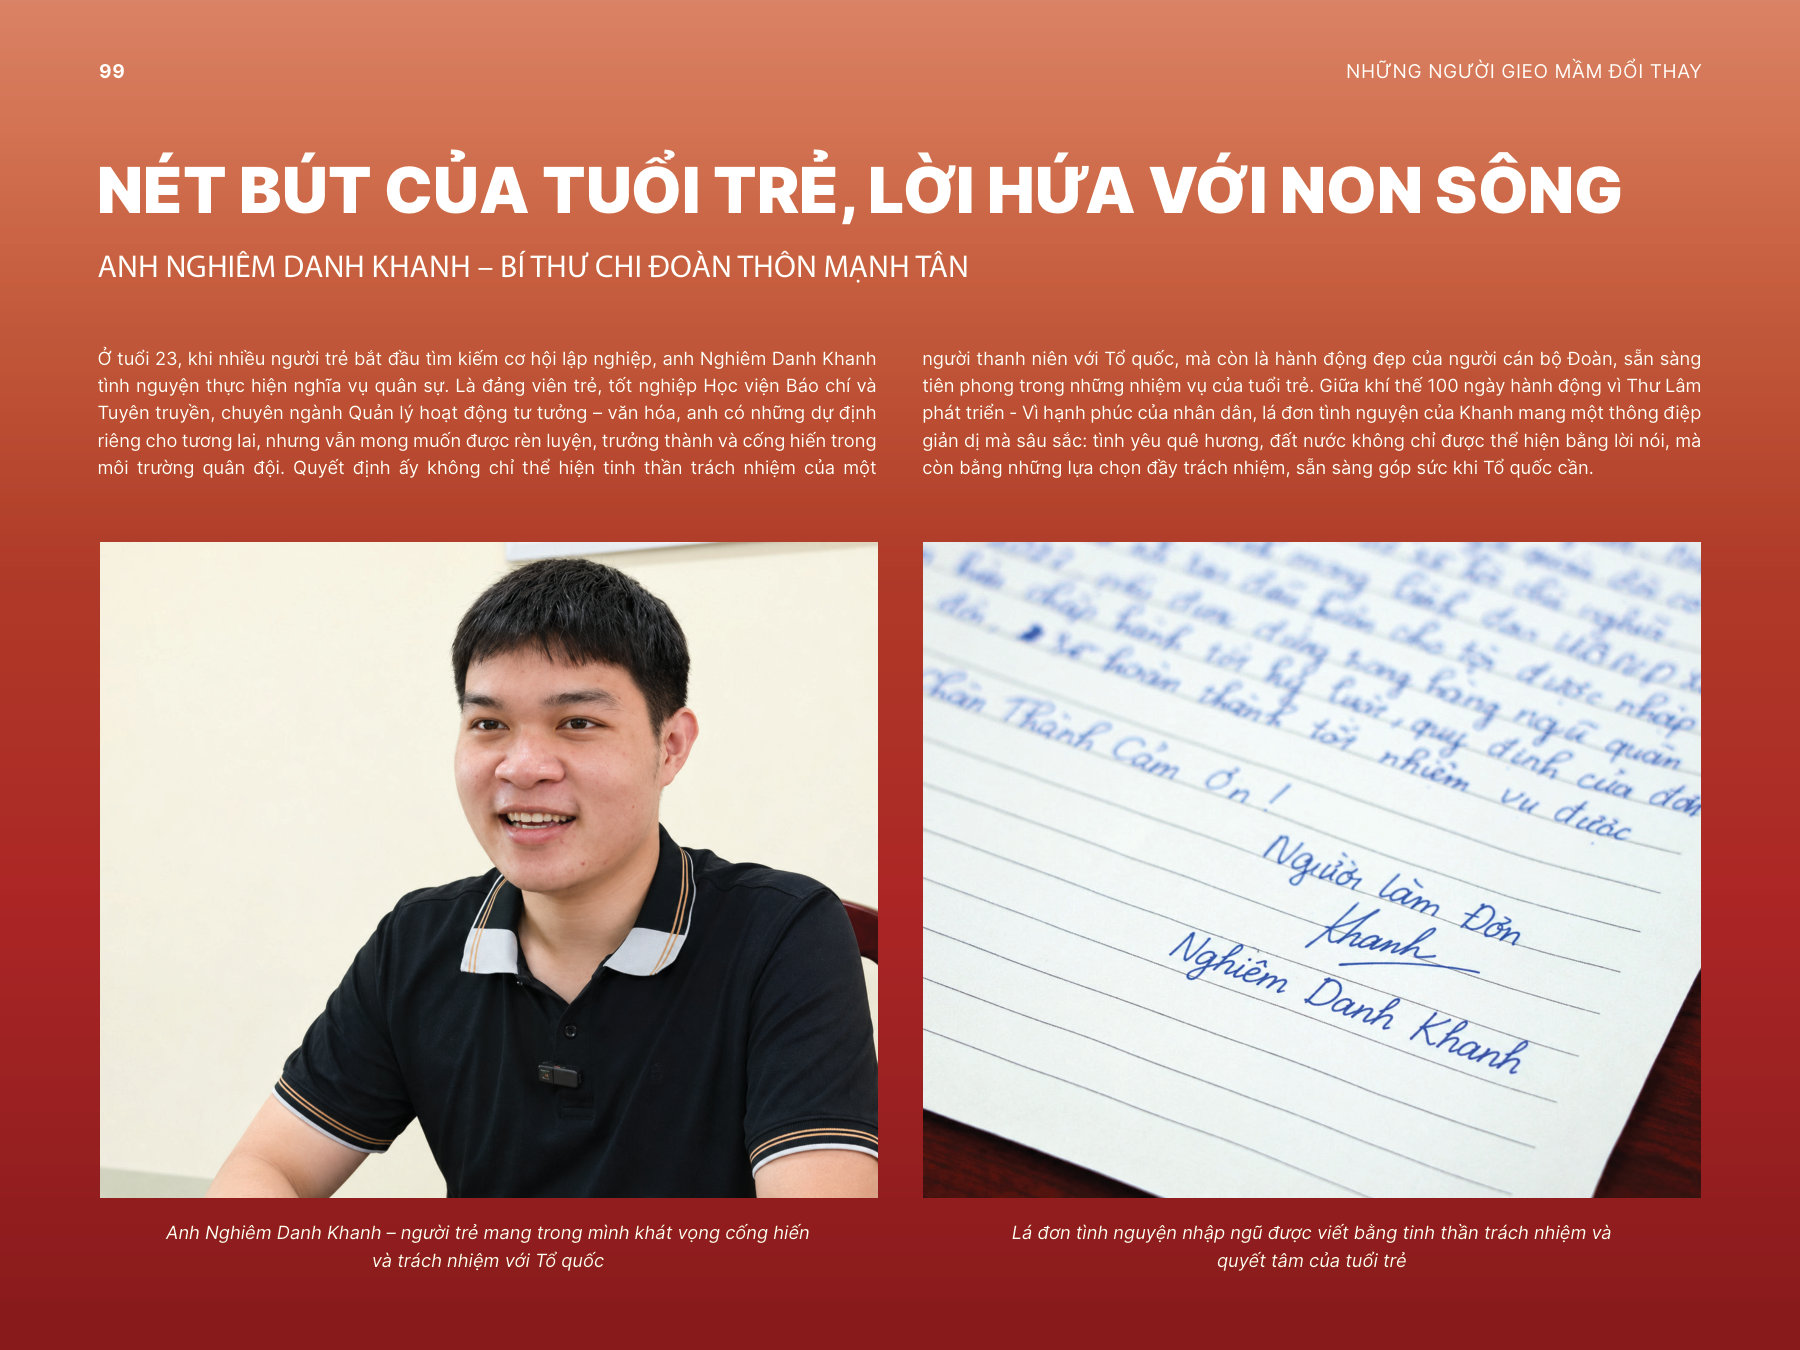 99
NHỮNG NGƯỜI GIEO MẦM ĐỔI THAY
NÉT BÚT CỦA TUỔI TRẺ, LỜI HỨA VỚI NON SÔNG
ANH NGHIÊM DANH KHANH – BÍ THƯ CHI ĐOÀN THÔN MẠNH TÂN
Ở tuổi 23, khi nhiều người trẻ bắt đầu tìm kiếm cơ hội lập nghiệp, anh Nghiêm Danh Khanh
tình nguyện thực hiện nghĩa vụ quân sự. Là đảng viên trẻ, tốt nghiệp Học viện Báo chí và
Tuyên truyền, chuyên ngành Quản lý hoạt động tư tưởng – văn hóa, anh có những dự định
riêng cho tương lai, nhưng vẫn mong muốn được rèn luyện, trưởng thành và cống hiến trong
môi trường quân đội. Quyết định ấy không chỉ thể hiện tinh thần trách nhiệm của một
người thanh niên với Tổ quốc, mà còn là hành động đẹp của người cán bộ Đoàn, sẵn sàng
tiên phong trong những nhiệm vụ của tuổi trẻ. Giữa khí thế 100 ngày hành động vì Thư Lâm
phát triển - Vì hạnh phúc của nhân dân, lá đơn tình nguyện của Khanh mang một thông điệp
giản dị mà sâu sắc: tình yêu quê hương, đất nước không chỉ được thể hiện bằng lời nói, mà
còn bằng những lựa chọn đầy trách nhiệm, sẵn sàng góp sức khi Tổ quốc cần.
được nhập
hàng ngũ quân
quy định của đơn
hoàn thành tốt nhiệm vụ được
Chân Thành Cảm Ơn !
Người làm Đơn
Khanh
Nghiêm Danh Khanh
Anh Nghiêm Danh Khanh – người trẻ mang trong mình khát vọng cống hiến
và trách nhiệm với Tổ quốc
Lá đơn tình nguyện nhập ngũ được viết bằng tinh thần trách nhiệm và
quyết tâm của tuổi trẻ